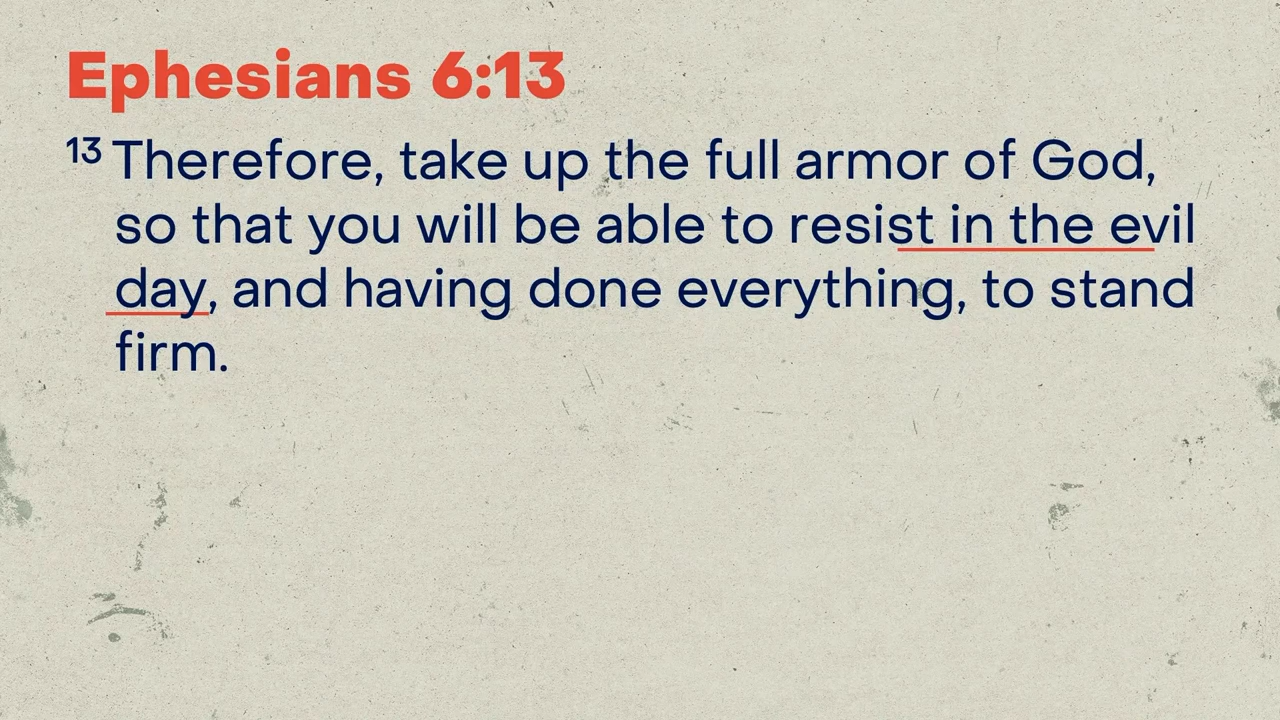 Ephesians 6:13
13 Therefore, take up the full armor of God,
so that you will be able to resist in the evil
day, and having done everything, to stand
firm.